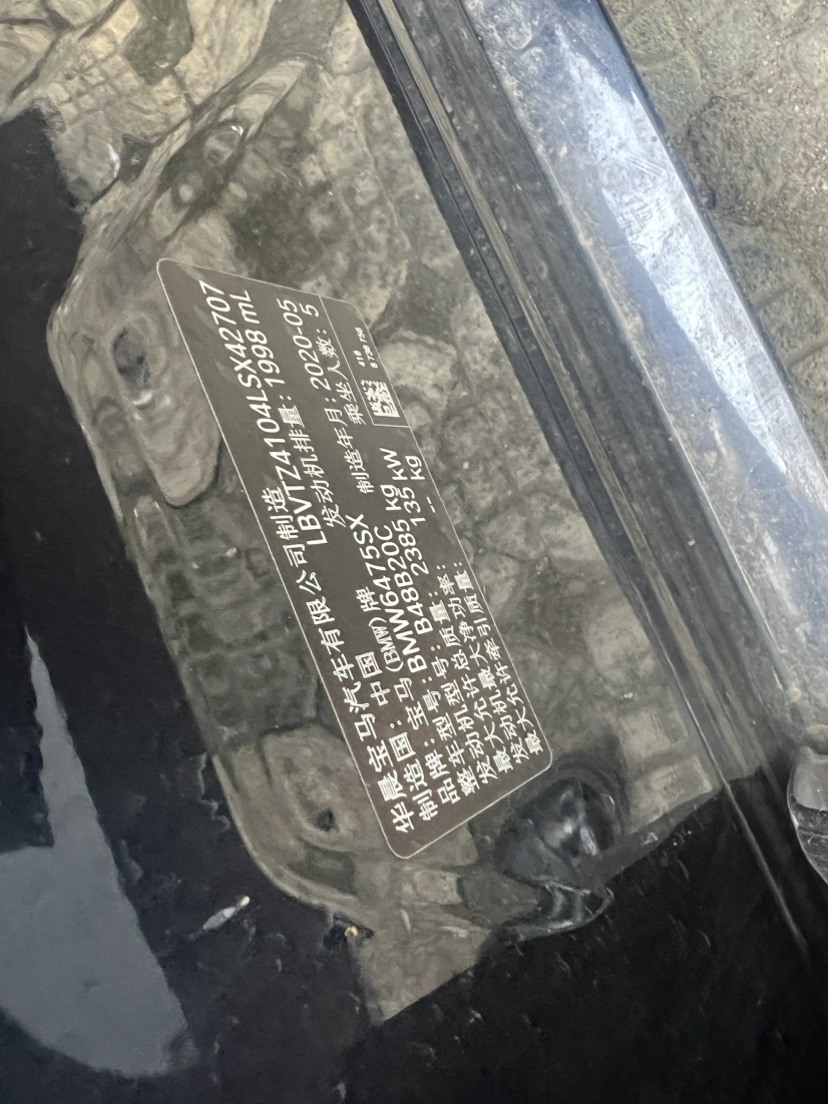 华晨宝马汽车有限公司制造
制造国：中国 LBVTZ4104LSX42707
品牌：宝马(BMW)牌 发动机排量：1998 mL
整车型号：BMW6475SX 制造年月：2020-05
发动机型号：B48B20C 乘坐人数：5
最大允许总质量：2385 kg
发动机最大净功率：135 kW
最大允许牵引质量：-- kg